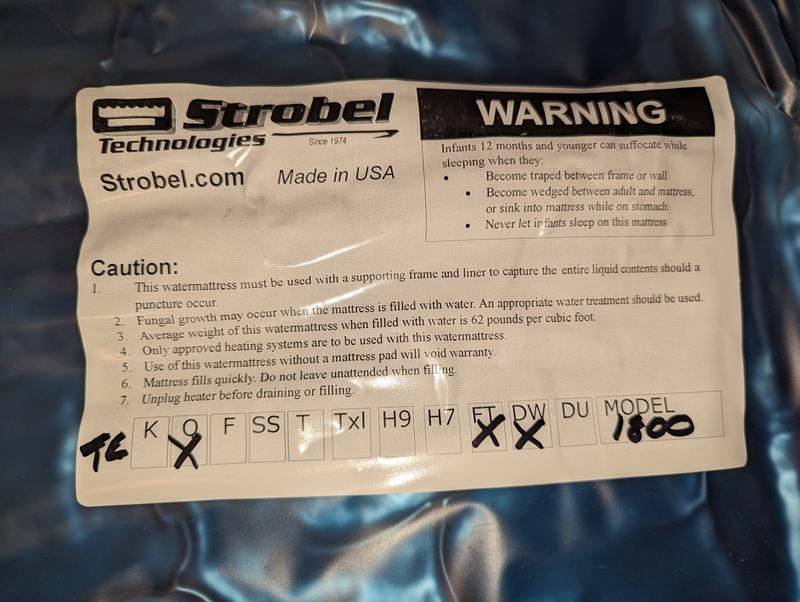 Strobel
Technologies Since 1974
Strobel.com Made in USA
WARNING
Infants 12 months and younger can suffocate while
sleeping when they:
• Become traped between frame or wall.
• Become wedged between adult and mattress,
or sink into mattress while on stomach.
• Never let infants sleep on this mattress
Caution:
1. This watermattress must be used with a supporting frame and liner to capture the entire liquid contents should a
puncture occur.
2. Fungal growth may occur when the mattress is filled with water. An appropriate water treatment should be used.
3. Average weight of this watermattress when filled with water is 62 pounds per cubic foot.
4. Only approved heating systems are to be used with this watermattress.
5. Use of this watermattress without a mattress pad will void warranty.
6. Mattress fills quickly. Do not leave unattended when filling.
7. Unplug heater before draining or filling.
K Q F SS T Txl H9 H7 FT DW DU MODEL
X X X 1800